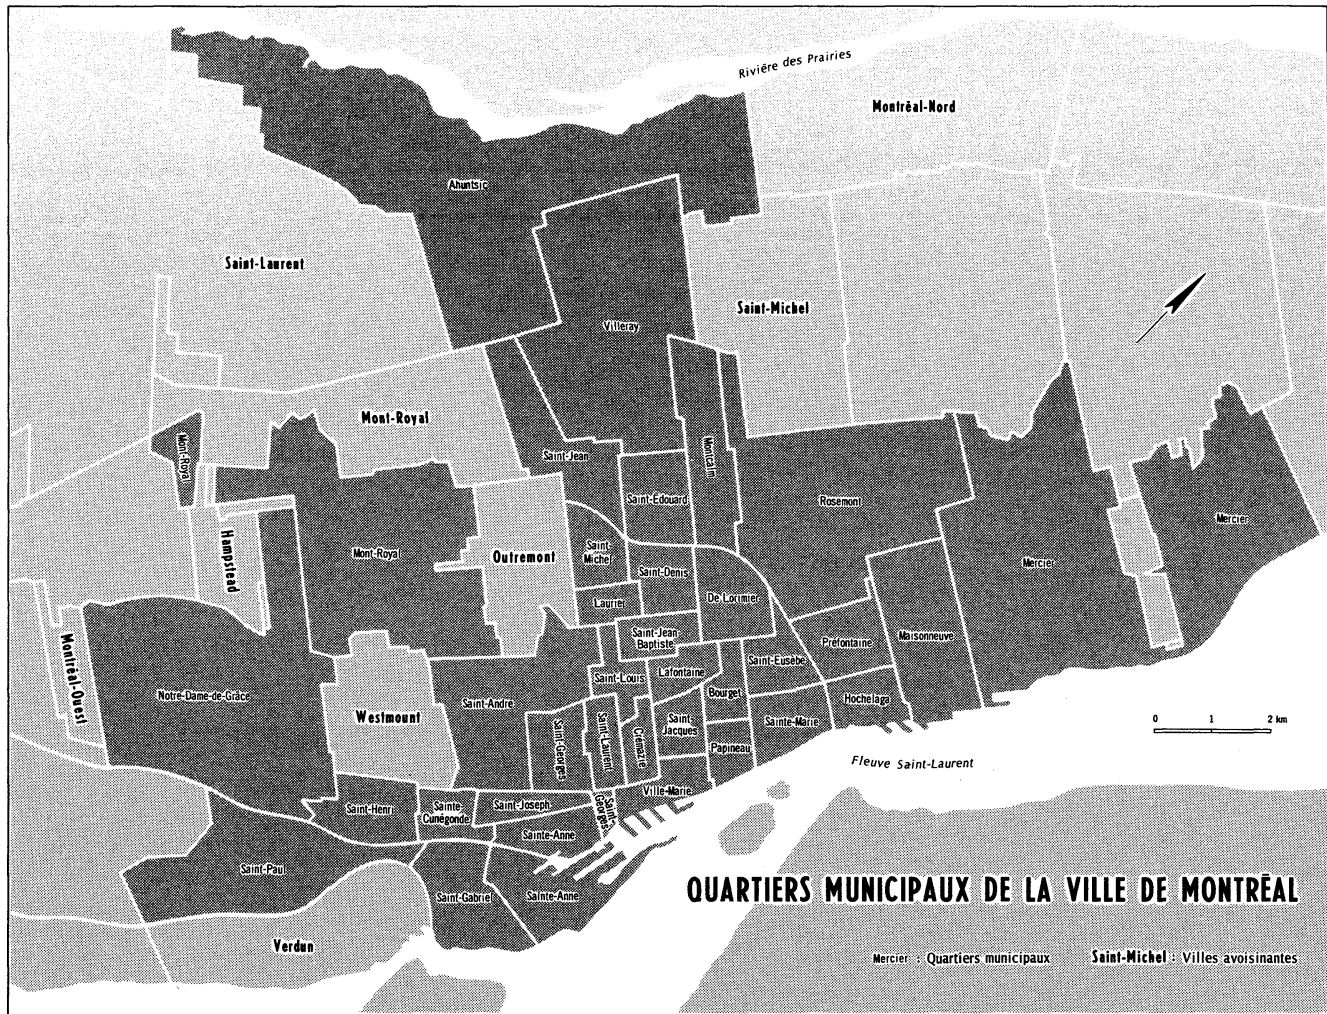 Rivière des Prairies
Montréal-Nord
Ahuntsic
Saint-Laurent
Saint-Michel
Villeray
Mont-Royal
Mont-Royal
Saint-Jean
Montcalm
Saint-Édouard
Rosemont
Mercier
Hampstead
Mont-Royal
Outremont
Saint
Michel
Saint-Denis
Mercier
Laurier
De Lorimier
Saint-Jean
Baptiste
Préfontaine
Maisonneuve
Montréal-Ouest
Notre-Dame-de-Grâce
Saint-Eusèbe
Saint-Louis
Lafontaine
Saint-André
Bourget
Hochelaga
Westmount
Saint-Georges
Saint-Laurent
Crémazie
Saint-
Jacques
Sainte-Marie
Papineau
0 1 2 km
Fleuve Saint-Laurent
Ville-Marie
Saint-Henri
Sainte
Cunégonde
Saint-Joseph
Saint-
Georges
Sainte-Anne
Saint-Paul
Saint-Gabriel
Sainte-Anne
QUARTIERS MUNICIPAUX DE LA VILLE DE MONTRÉAL
Verdun
Mercier : Quartiers municipaux
Saint-Michel : Villes avoisinantes